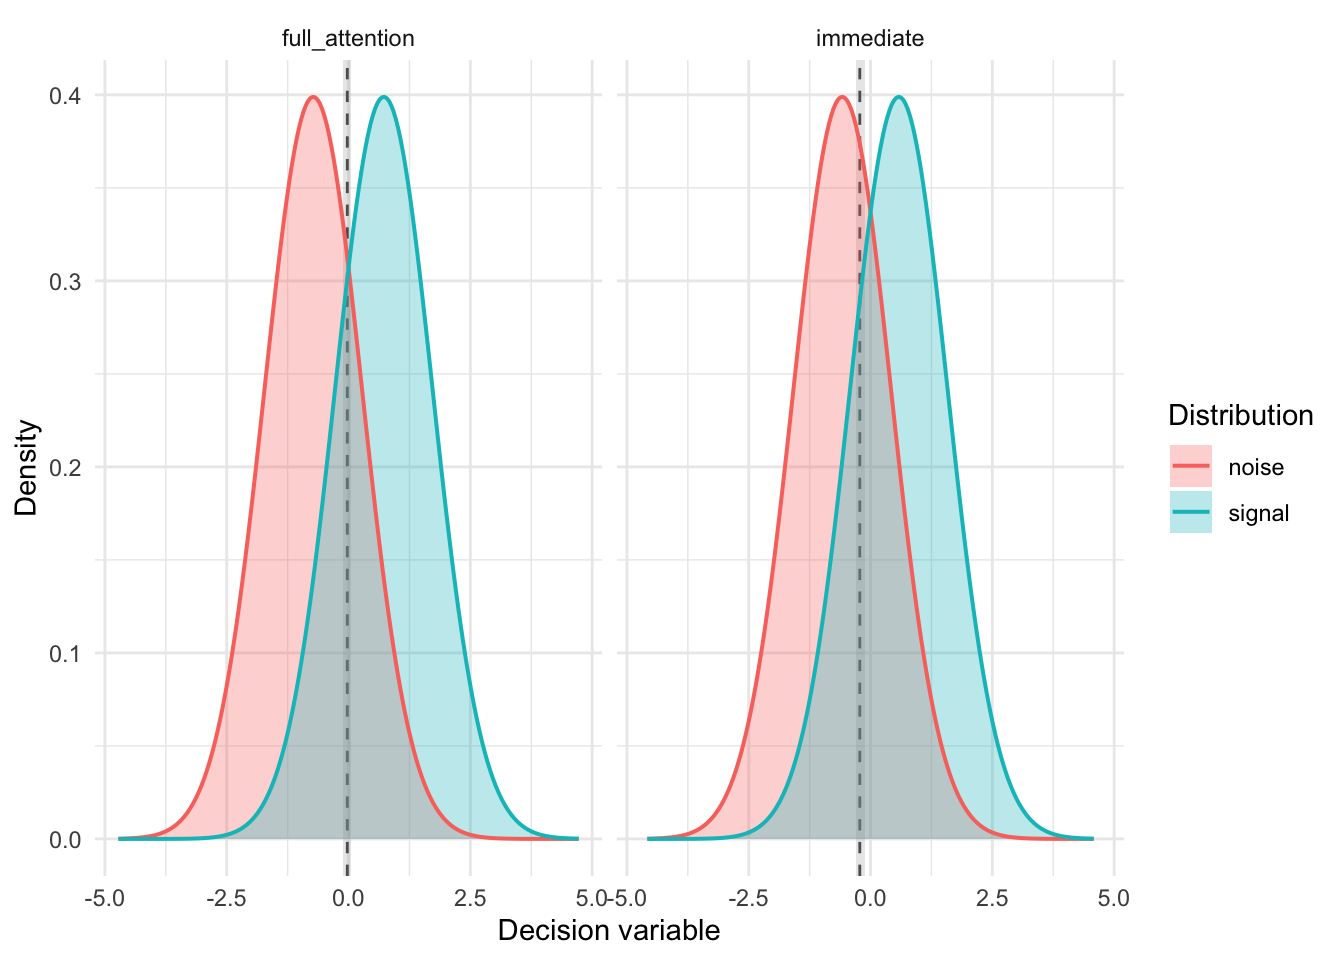 full_attention
immediate
0.4
0.3
0.2
0.1
0.0
Density
-5.0 -2.5 0.0 2.5 5.0
-5.0 -2.5 0.0 2.5 5.0
Decision variable
Distribution
noise
signal